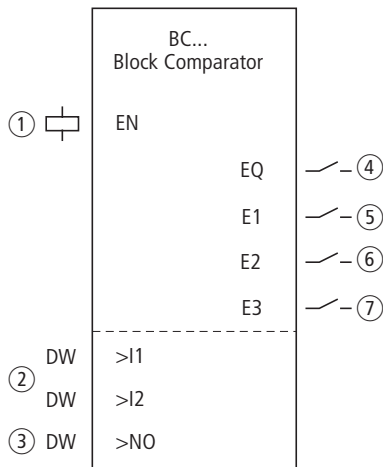 BC...
Block Comparator
1 EN
EQ 4
E1 5
E2 6
E3 7
DW >I1
2
DW >I2
3 DW >NO